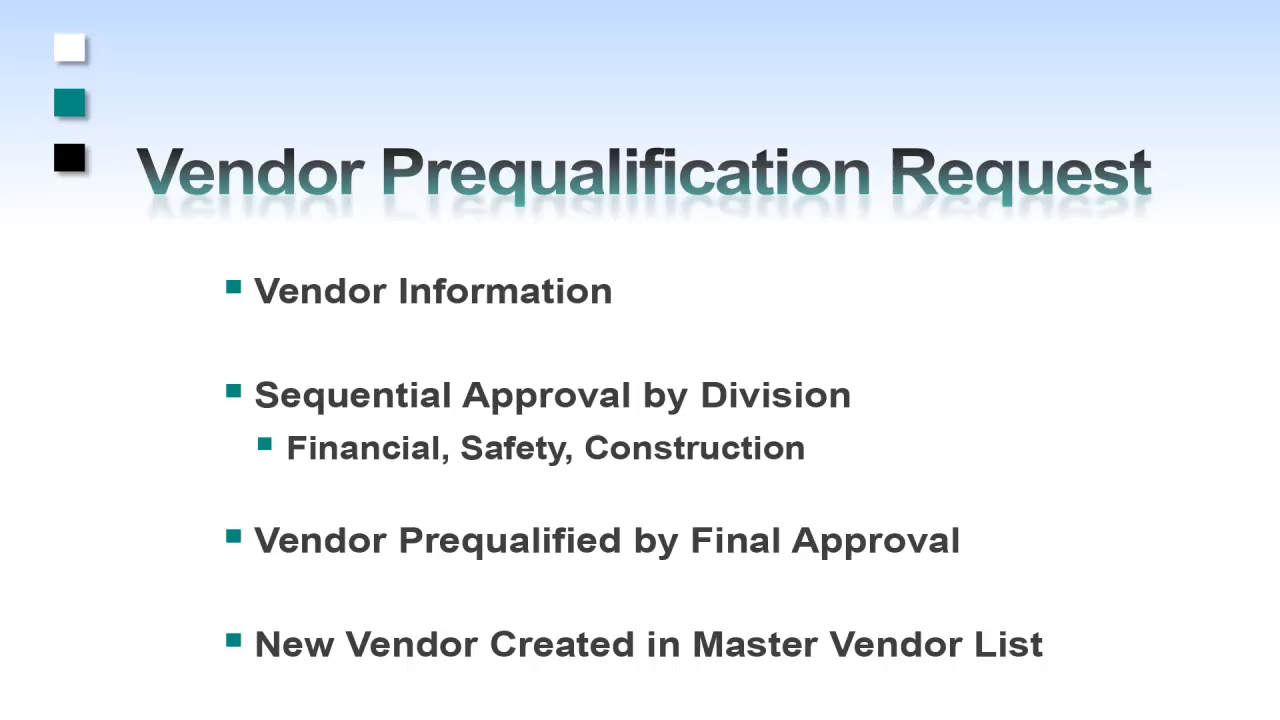 Vendor Prequalification Request
Vendor Information
Sequential Approval by Division
Financial, Safety, Construction
Vendor Prequalified by Final Approval
New Vendor Created in Master Vendor List